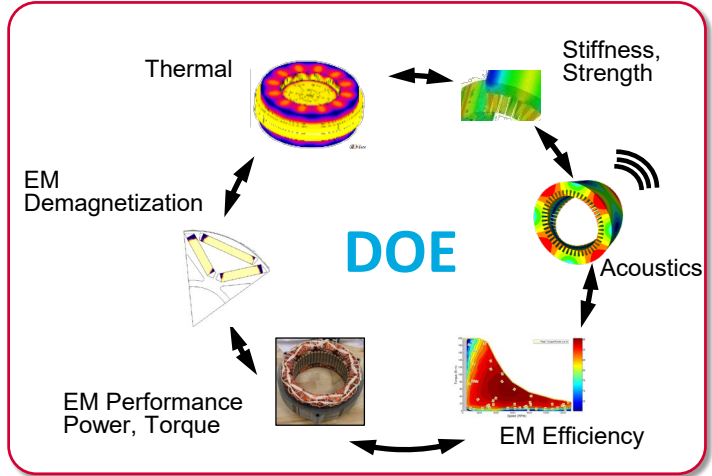 Thermal
Stiffness,
Strength
EM
Demagnetization
DOE
Acoustics
EM Performance
Power, Torque
EM Efficiency